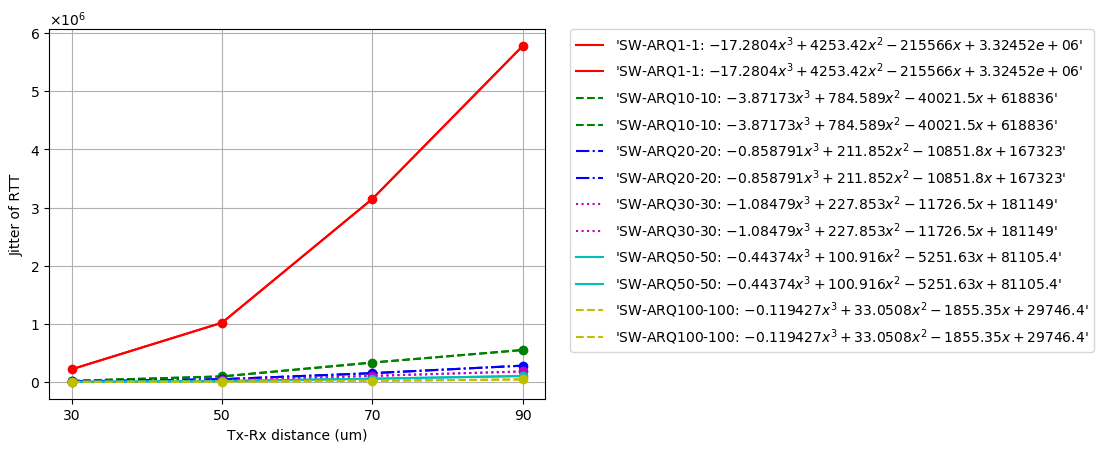 ×10⁶
6
5
4
3
2
1
0
Jitter of RTT
30 50 70 90
Tx-Rx distance (um)
'SW-ARQ1-1: −17.2804x³ + 4253.42x² − 215566x + 3.32452e + 06'
'SW-ARQ1-1: −17.2804x³ + 4253.42x² − 215566x + 3.32452e + 06'
'SW-ARQ10-10: −3.87173x³ + 784.589x² − 40021.5x + 618836'
'SW-ARQ10-10: −3.87173x³ + 784.589x² − 40021.5x + 618836'
'SW-ARQ20-20: −0.858791x³ + 211.852x² − 10851.8x + 167323'
'SW-ARQ20-20: −0.858791x³ + 211.852x² − 10851.8x + 167323'
'SW-ARQ30-30: −1.08479x³ + 227.853x² − 11726.5x + 181149'
'SW-ARQ30-30: −1.08479x³ + 227.853x² − 11726.5x + 181149'
'SW-ARQ50-50: −0.44374x³ + 100.916x² − 5251.63x + 81105.4'
'SW-ARQ50-50: −0.44374x³ + 100.916x² − 5251.63x + 81105.4'
'SW-ARQ100-100: −0.119427x³ + 33.0508x² − 1855.35x + 29746.4'
'SW-ARQ100-100: −0.119427x³ + 33.0508x² − 1855.35x + 29746.4'